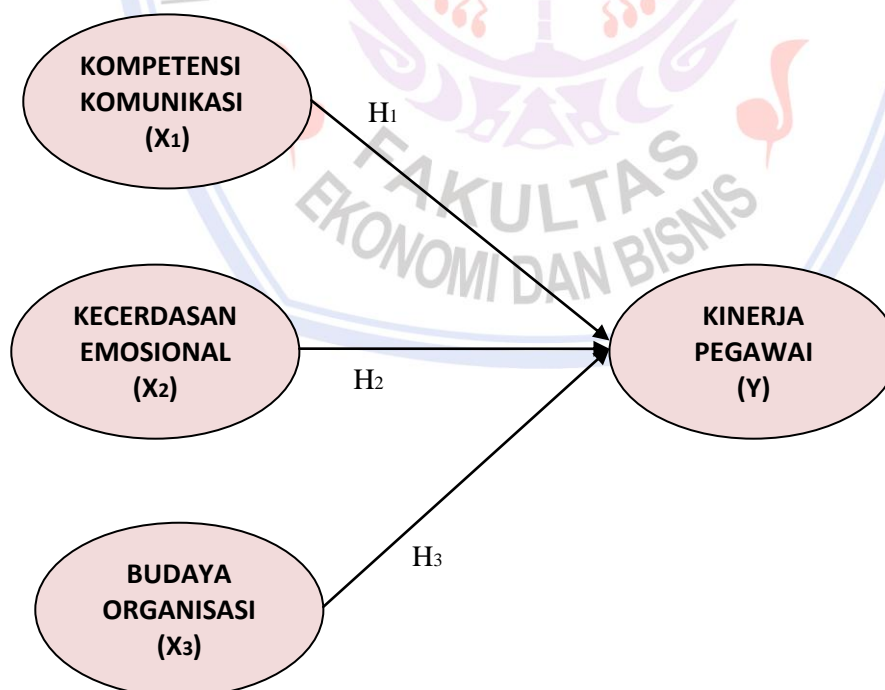 KOMPETENSI
KOMUNIKASI
(X1)
H1
FAKULTAS
EKONOMI DAN BISNIS
KECERDASAN
EMOSIONAL
(X2)
H2
KINERJA
PEGAWAI
(Y)
BUDAYA
ORGANISASI
(X3)
H3